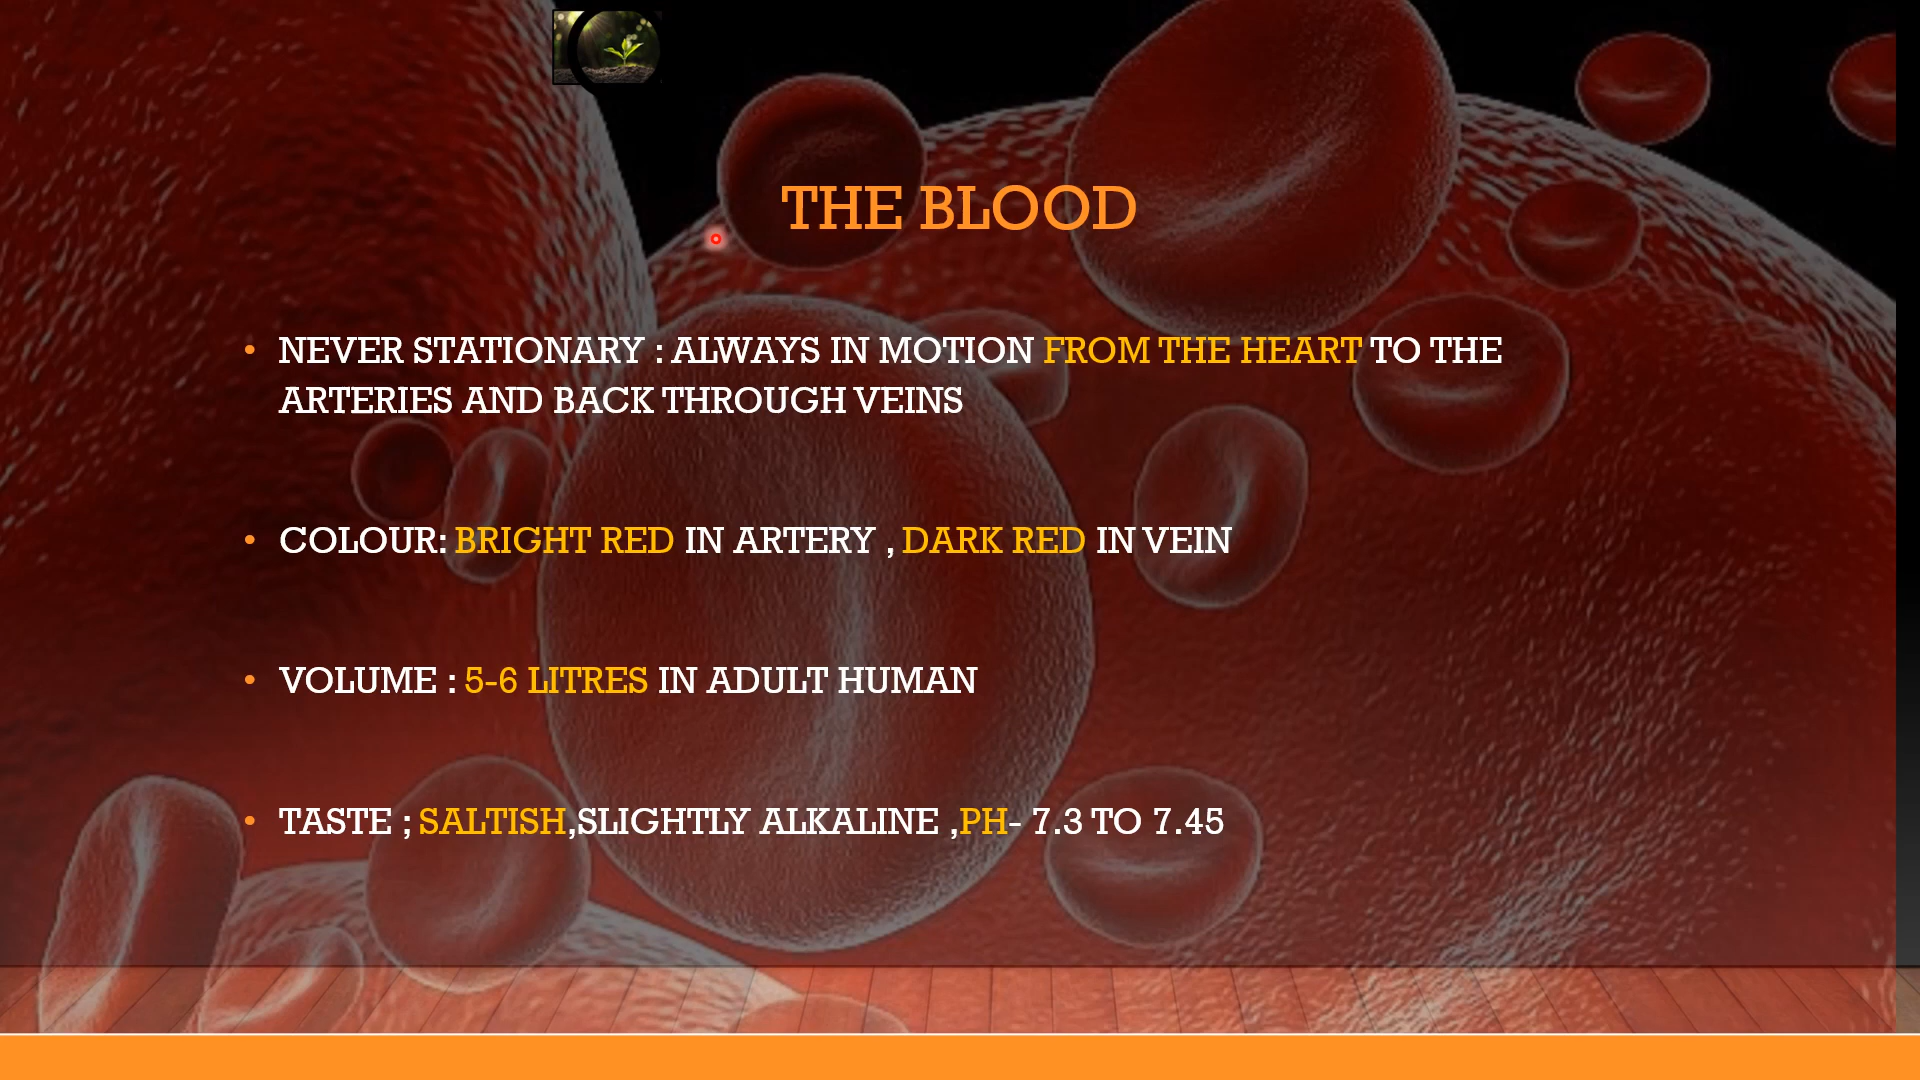 THE BLOOD
• NEVER STATIONARY : ALWAYS IN MOTION FROM THE HEART TO THE
ARTERIES AND BACK THROUGH VEINS
• COLOUR: BRIGHT RED IN ARTERY , DARK RED IN VEIN
• VOLUME : 5-6 LITRES IN ADULT HUMAN
• TASTE ; SALTISH,SLIGHTLY ALKALINE ,PH- 7.3 TO 7.45